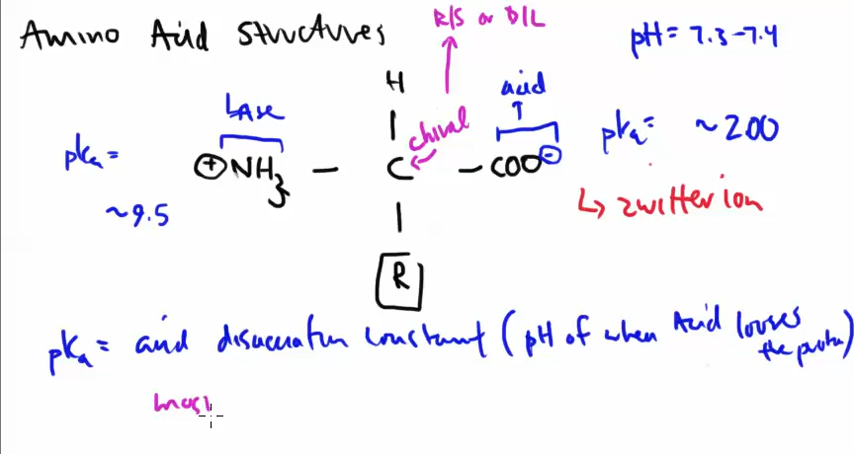 Amino Acid Structures
R/S or D/L
pH = 7.3-7.4
H
base
acid
chiral
pka =
⊕NH3 - C - COO⊖
pka = ~2.00
~9.5
↳ zwitterion
R
pKa = acid dissociation constant (pH of when Acid looses
the proton)